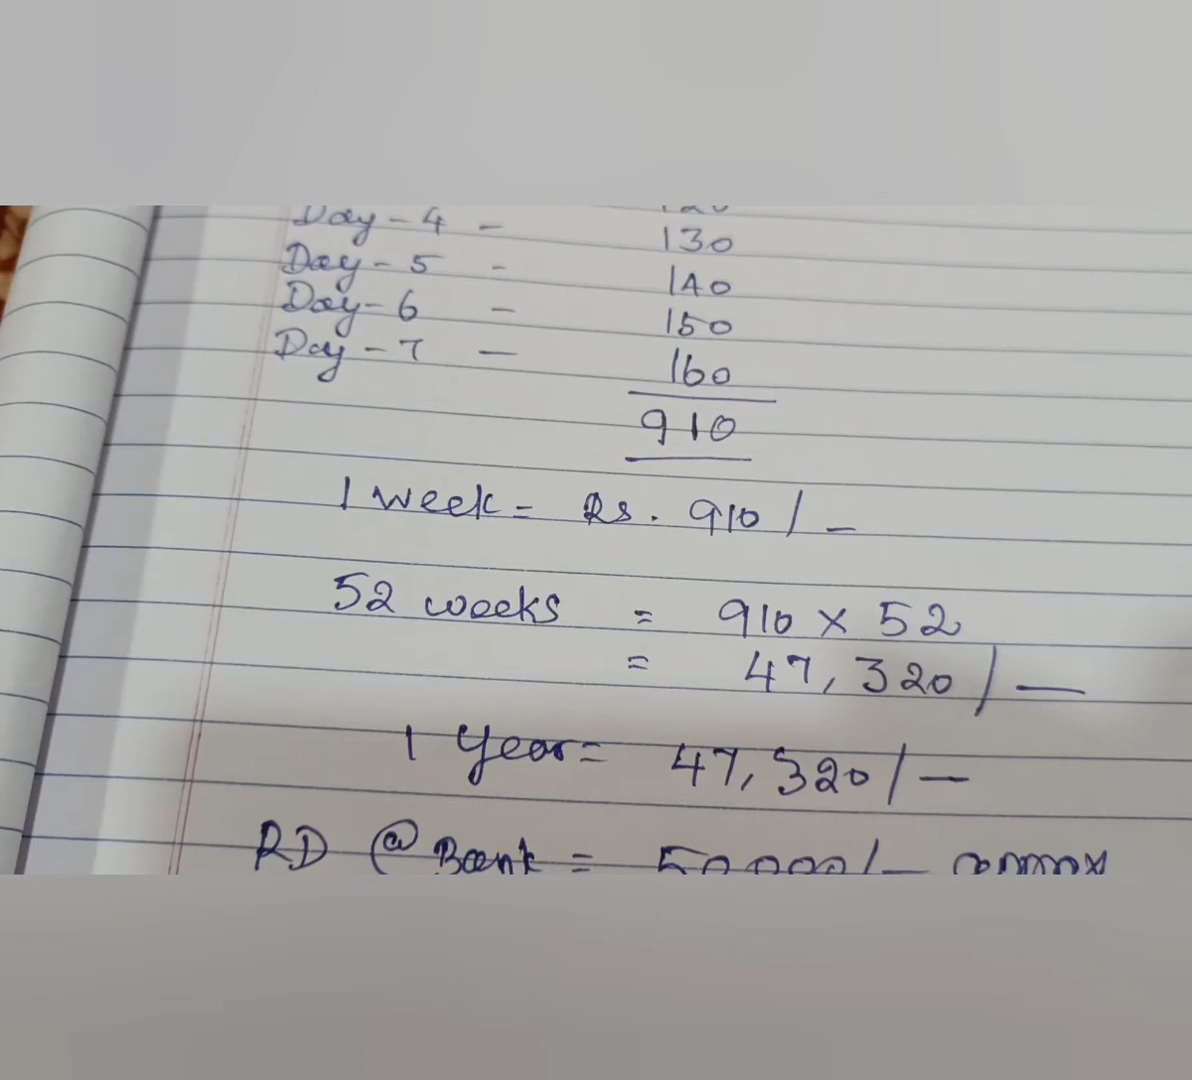 Day - 4 - 130
Day - 5 - 140
Day - 6 - 150
Day - 7 - 160
910
1 week = Rs. 910/-
52 weeks = 910 x 52
= 47,320/-
1 Year = 47,320/-
RD @ Bank = 50000/-